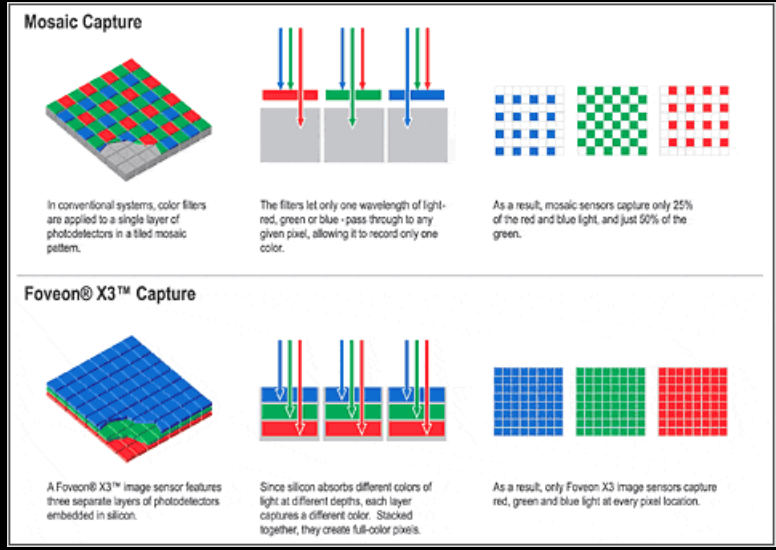 Mosaic Capture
In conventional systems, color filters
are applied to a single layer of
photodetectors in a tiled mosaic
pattern.
The filters let only one wavelength of light-
red, green or blue - pass through to any
given pixel, allowing it to record only one
color.
As a result, mosaic sensors capture only 25%
of the red and blue light, and just 50% of the
green.
Foveon® X3™ Capture
A Foveon® X3™ image sensor features
three separate layers of photodetectors
embedded in silicon.
Since silicon absorbs different colors of
light at different depths, each layer
captures a different color. Stacked
together, they create full-color pixels.
As a result, only Foveon X3 image sensors capture
red, green and blue light at every pixel location.